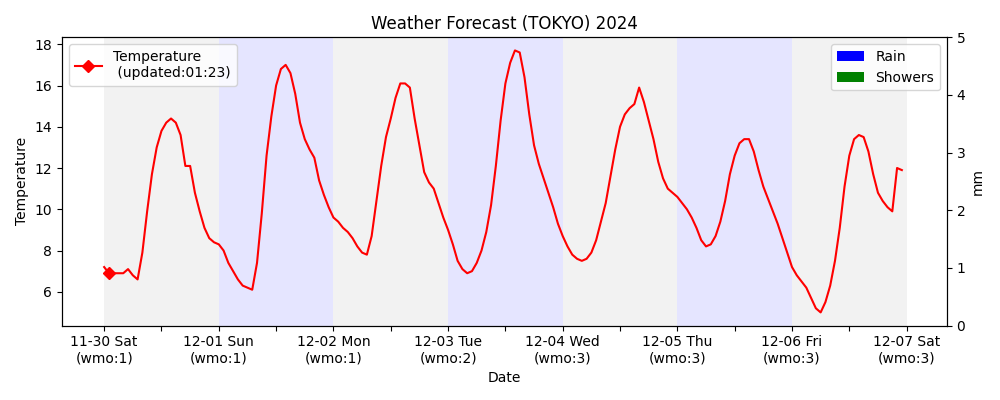 Weather Forecast (TOKYO) 2024
Temperature
(updated:01:23)
Rain
Showers
18
16
14
12
10
8
6
Temperature
5
4
3
2
1
0
mm
11-30 Sat
(wmo:1)
12-01 Sun
(wmo:1)
12-02 Mon
(wmo:1)
12-03 Tue
(wmo:2)
12-04 Wed
(wmo:3)
12-05 Thu
(wmo:3)
12-06 Fri
(wmo:3)
12-07 Sat
(wmo:3)
Date